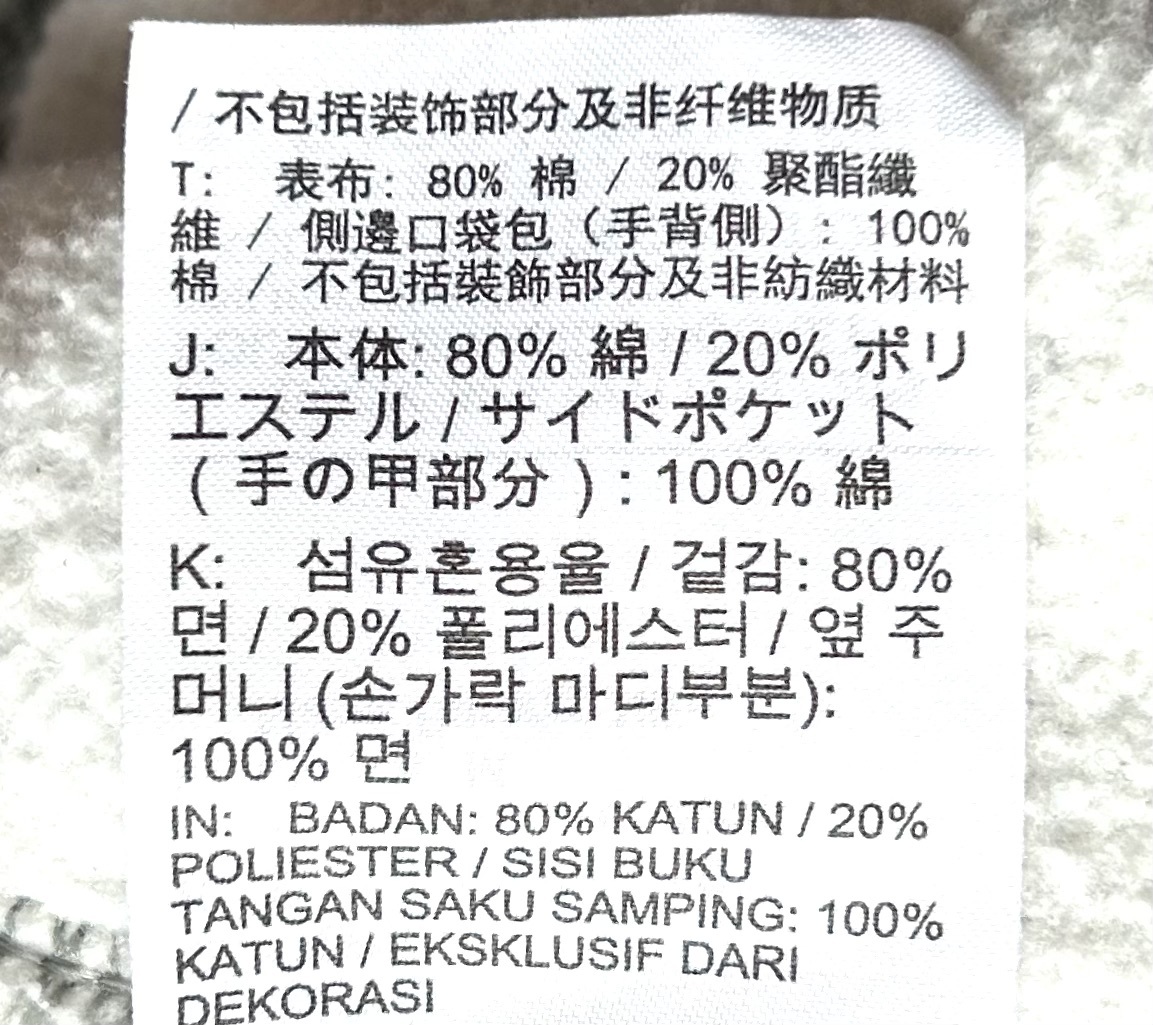 / 不包括装饰部分及非纤维物质
T: 表布: 80% 棉 / 20% 聚酯纖
維 / 側邊口袋包（手背側）: 100%
棉 / 不包括裝飾部分及非紡織材料
J: 本体: 80% 綿 / 20% ポリ
エステル / サイドポケット
( 手の甲部分 ) : 100% 綿
K: 섬유혼용율 / 겉감: 80%
면 / 20% 폴리에스터 / 옆 주
머니 (손가락 마디부분):
100% 면
IN: BADAN: 80% KATUN / 20%
POLIESTER / SISI BUKU
TANGAN SAKU SAMPING: 100%
KATUN / EKSKLUSIF DARI
DEKORASI